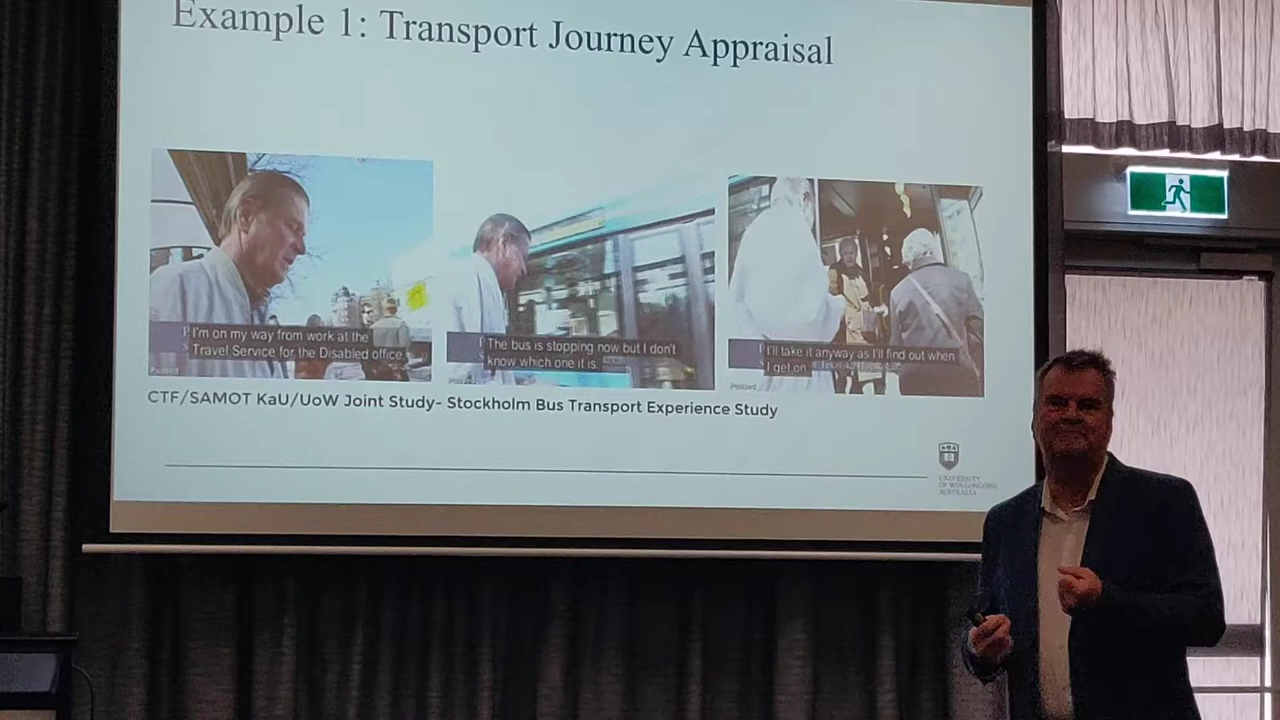 Example 1: Transport Journey Appraisal
I'm on my way from work at the
Travel Service for the Disabled office.
The bus is stopping now but I don't
know which one it is.
I'll take it anyway as I'll find out when
I get on
CTF/SAMOT KaU/UoW Joint Study- Stockholm Bus Transport Experience Study
UNIVERSITY
OF WOLLONGONG
AUSTRALIA